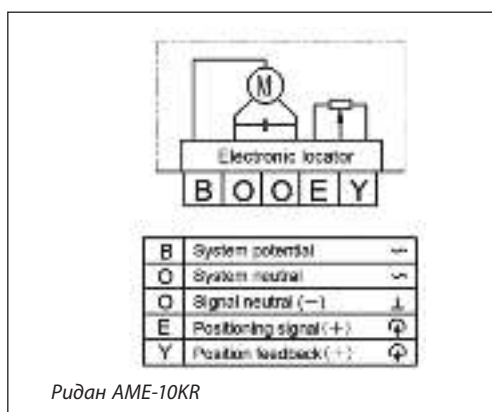 M
Electronic locator
B O O E Y
B System potential ~
O System neutral ~
O Signal neutral (−) ⊥
E Positioning signal (+)
Y Position feedback (+)
Ридан AME-10KR